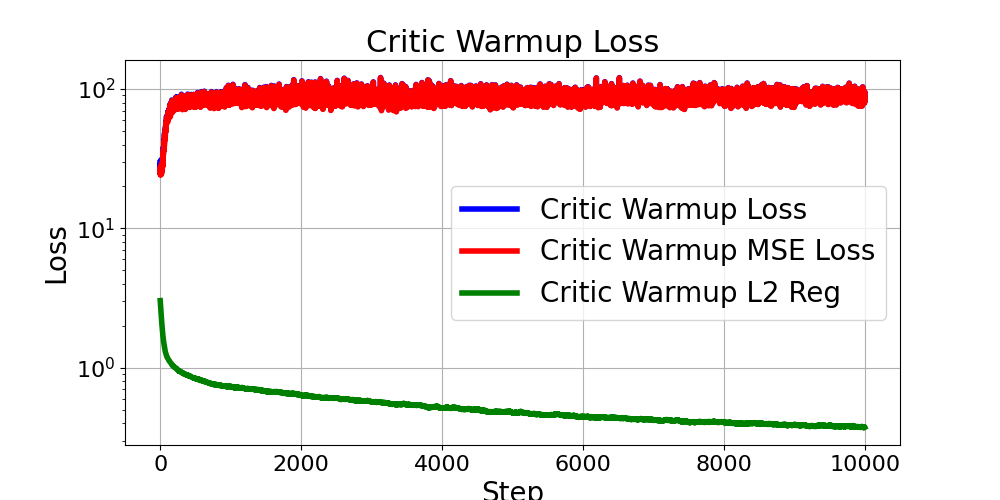 Critic Warmup Loss
Loss
10²
10¹
10⁰
Critic Warmup Loss
Critic Warmup MSE Loss
Critic Warmup L2 Reg
0 2000 4000 6000 8000 10000
Step